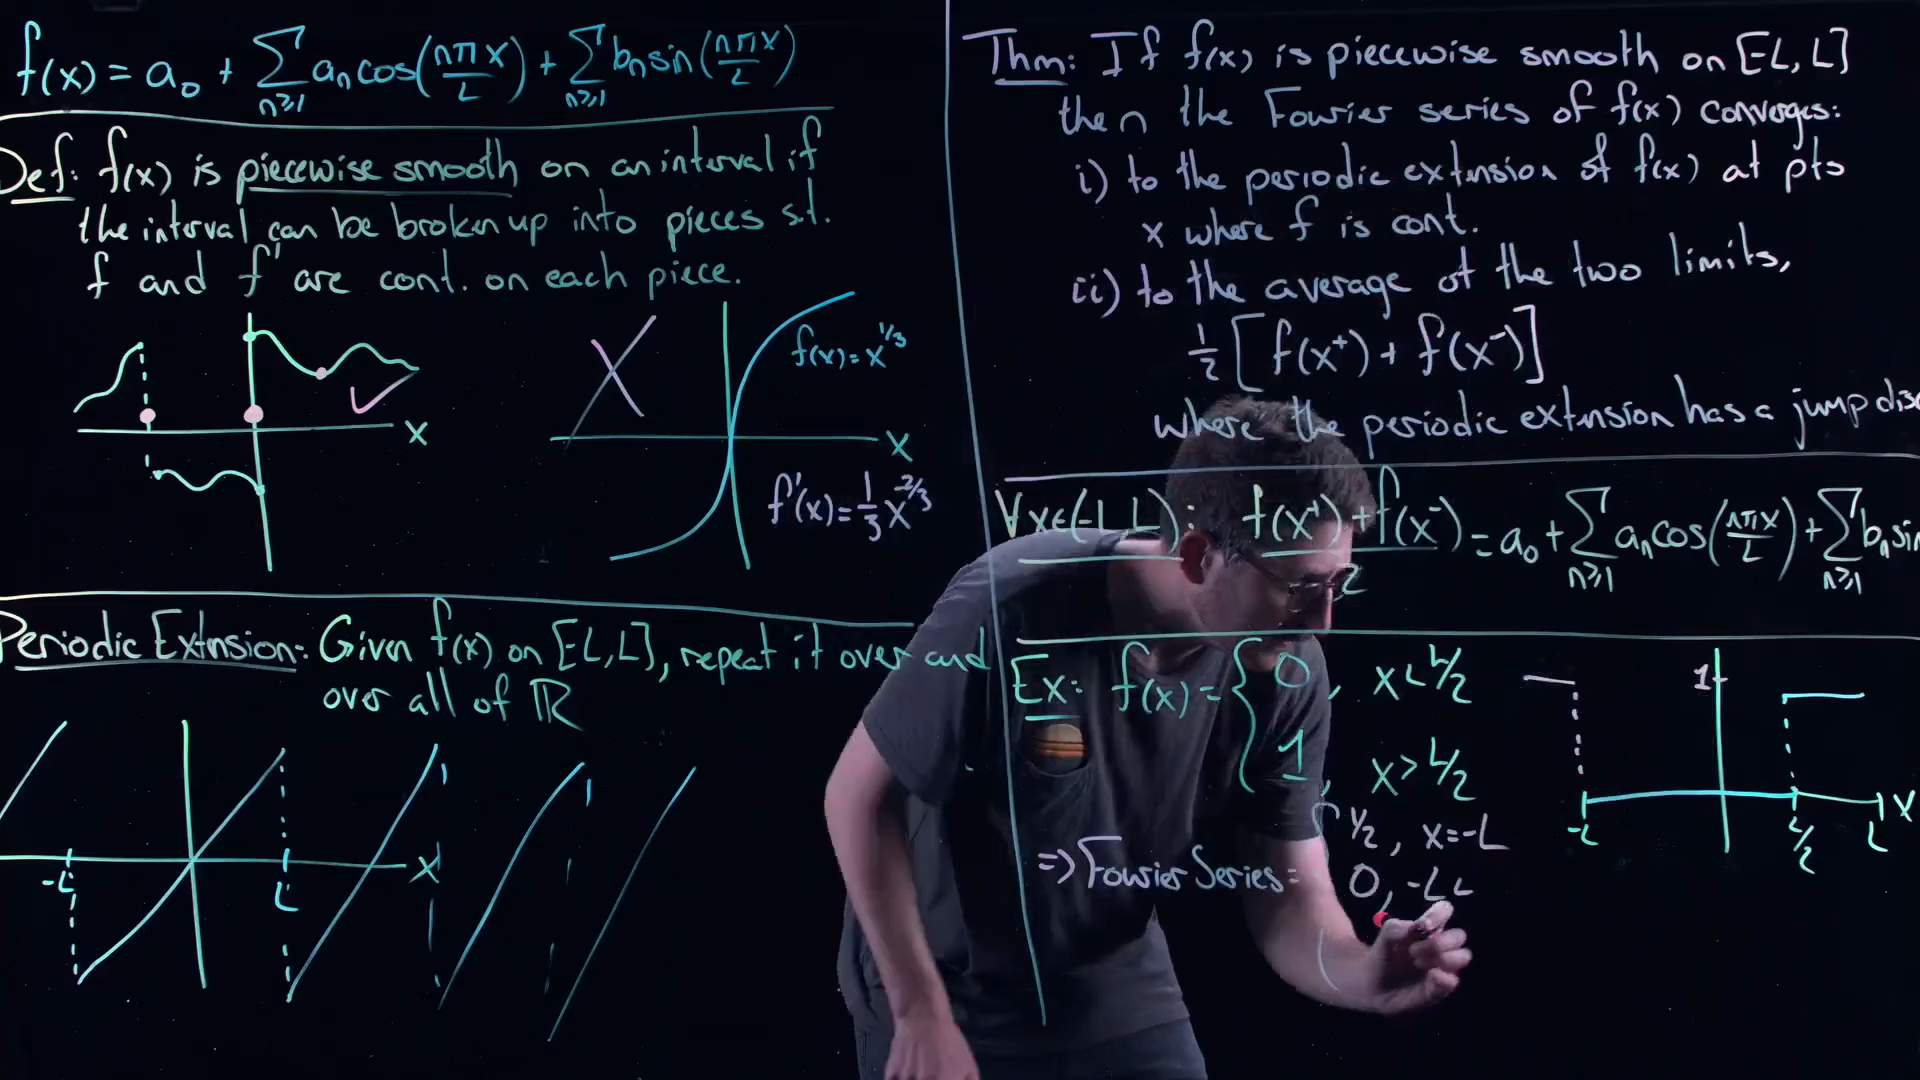 f(x) = a₀ + ∑ aₙcos(nπx/L) + ∑ bₙsin(nπx/L)
n≥1 n≥1
Def: f(x) is piecewise smooth on an interval if
the interval can be broken up into pieces s.t.
f and f' are cont. on each piece.
x
f(x)=x^1/3
x
f'(x)=1/3 x^-2/3
Periodic Extension: Given f(x) on [-L, L], repeat it over and
over all of ℝ
-L
L
x
Thm: If f(x) is piecewise smooth on [-L, L]
then the Fourier series of f(x) converges:
i) to the periodic extension of f(x) at pts
x where f is cont.
ii) to the average of the two limits,
1/2 [f(x⁺) + f(x⁻)]
where the periodic extension has a jump disc
∀x∈(-L, L): f(x⁺) + f(x⁻) / 2 = a₀ + ∑ aₙcos(nπx/L) + ∑ bₙsin
n≥1 n≥1
Ex: f(x) = { 0, x < L/2
1, x > L/2
1
-L
L/2
L
x
⇒ Fourier Series = { 1/2, x=-L
0, -L <